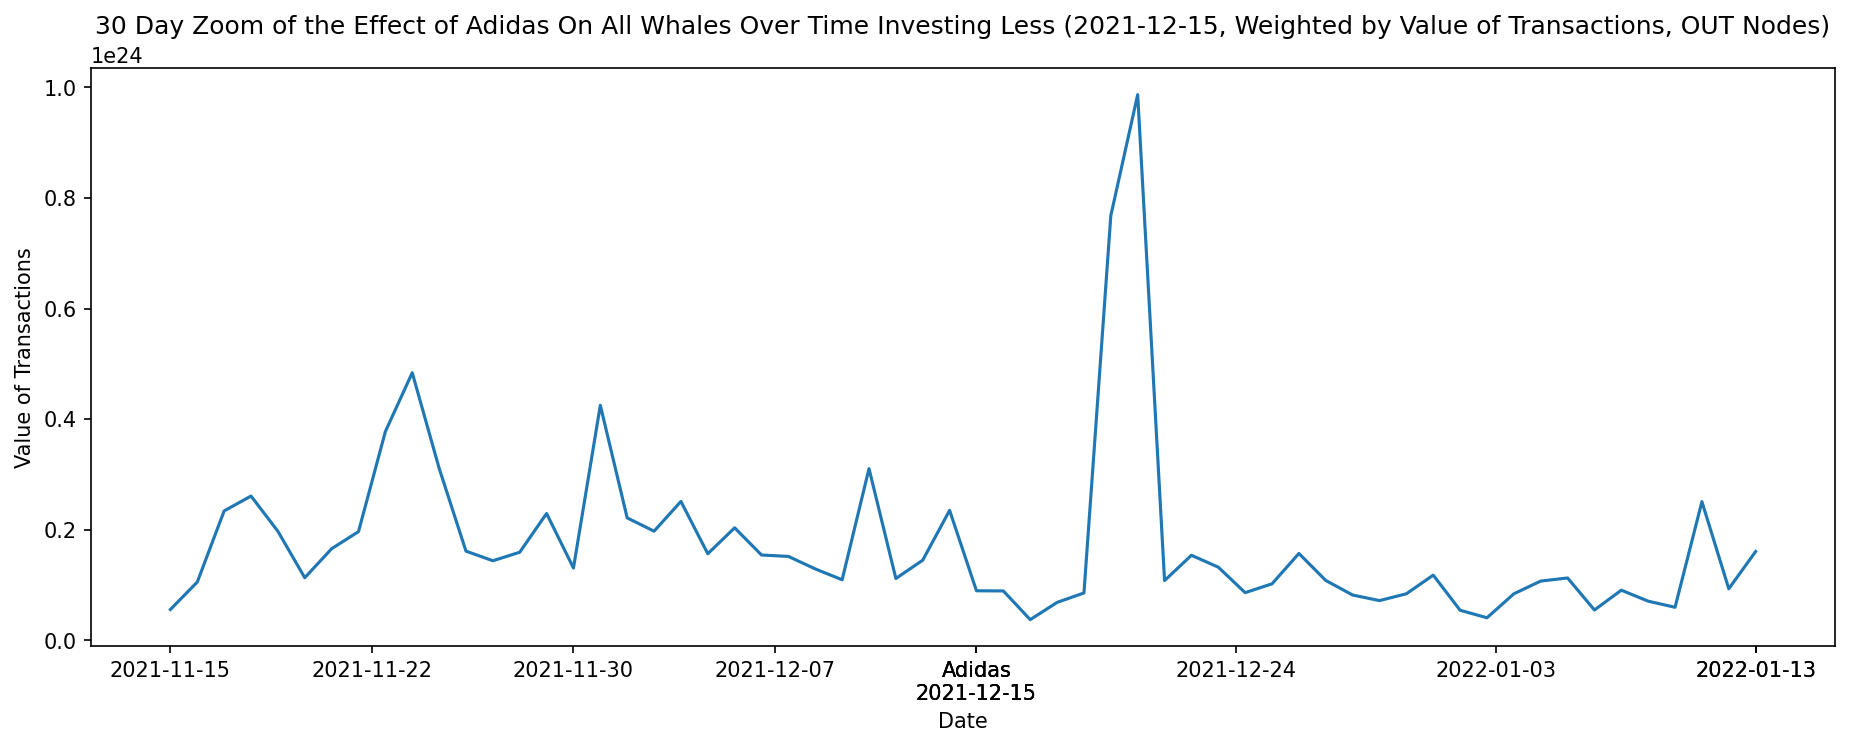 30 Day Zoom of the Effect of Adidas On All Whales Over Time Investing Less (2021-12-15, Weighted by Value of Transactions, OUT Nodes)
1e24
1.0
0.8
0.6
0.4
0.2
0.0
Value of Transactions
2021-11-15 2021-11-22 2021-11-30 2021-12-07 Adidas 2021-12-24 2022-01-03 2022-01-13
2021-12-15
Date